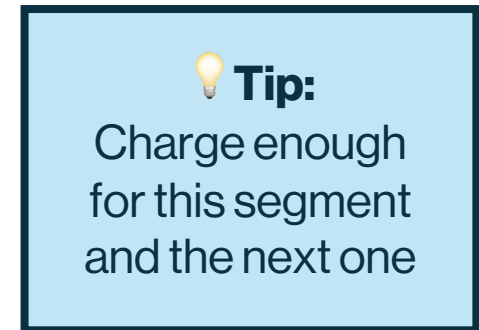 💡 Tip:
Charge enough
for this segment
and the next one